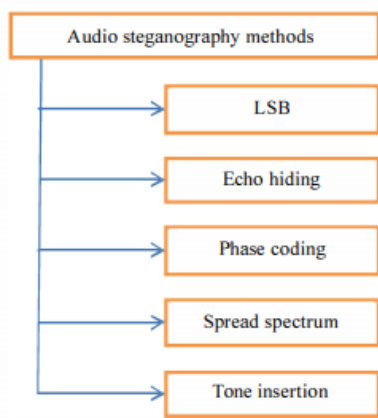 Audio steganography methods
LSB
Echo hiding
Phase coding
Spread spectrum
Tone insertion